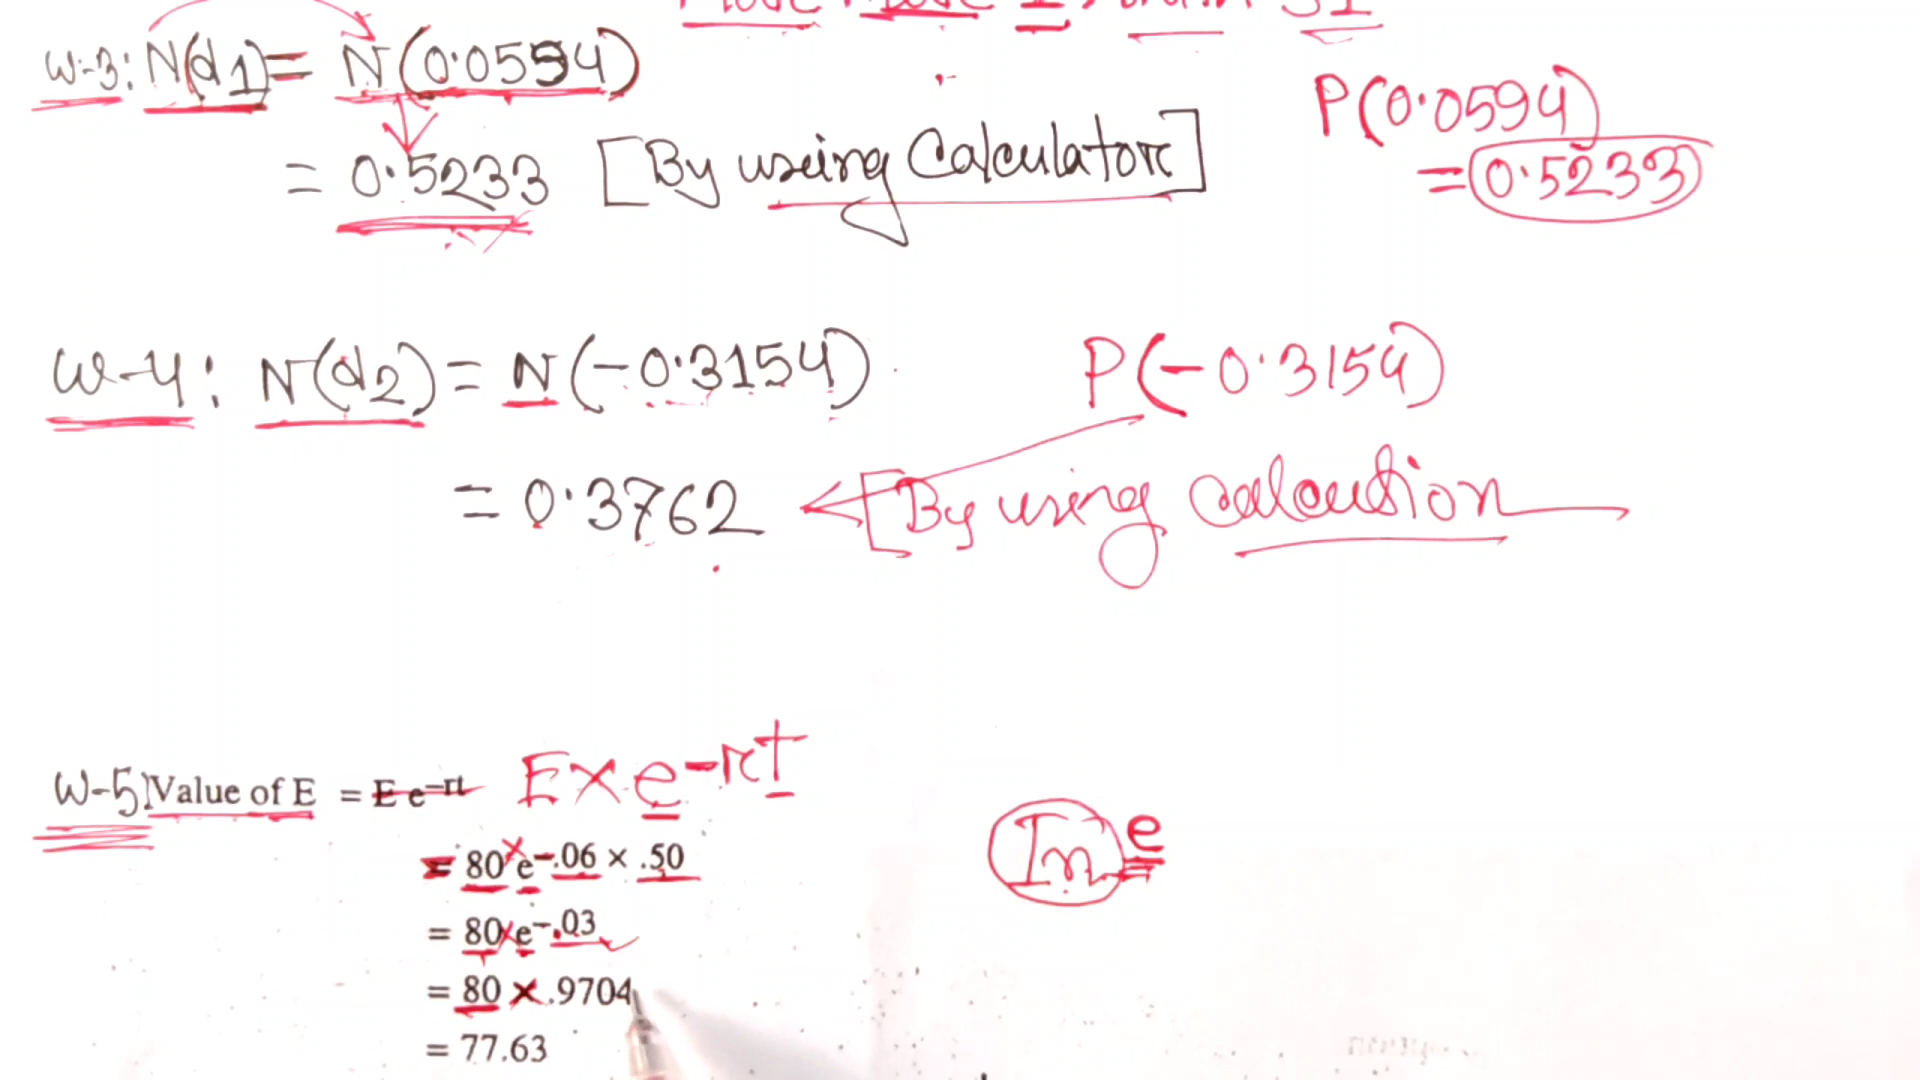 W-3: N(d1) = N(0.0594)
= 0.5233 [By using Calculator]
P(0.0594)
= 0.5233
W-4: N(d2) = N(-0.3154)
P(-0.3154)
= 0.3762 [By using calcution
W-5 Value of E = E e–rt E × e-rt
= 80 × e–.06 × .50
= 80 × e–.03
= 80 × .9704
= 77.63
In e